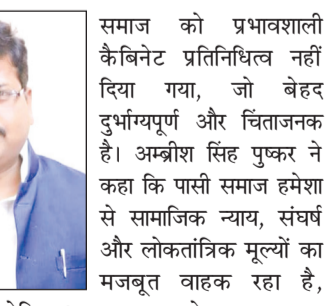 समाज को प्रभावशाली
कैबिनेट प्रतिनिधित्व नहीं
दिया गया, जो बेहद
दुर्भाग्यपूर्ण और चिंताजनक
है। अम्ब्रीश सिंह पुष्कर ने
कहा कि पासी समाज हमेशा
से सामाजिक न्याय, संघर्ष
और लोकतांत्रिक मूल्यों का
मजबूत वाहक रहा है,